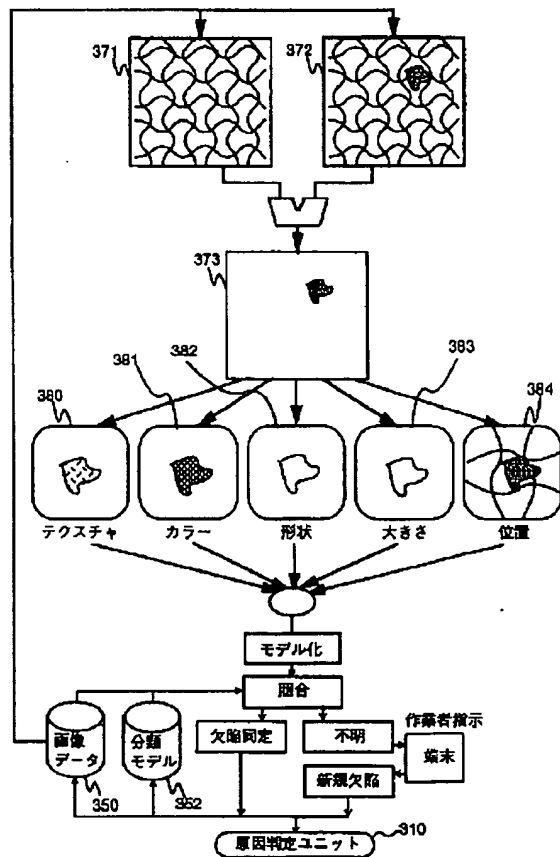 371
372
373
382
381
383
380
384
テクスチャ
カラー
形状
大きさ
位置
モデル化
照合
作業者指示
画像
データ
分類
モデル
欠陥同定
不明
端末
新規欠陥
350
352
310
原因判定ユニット